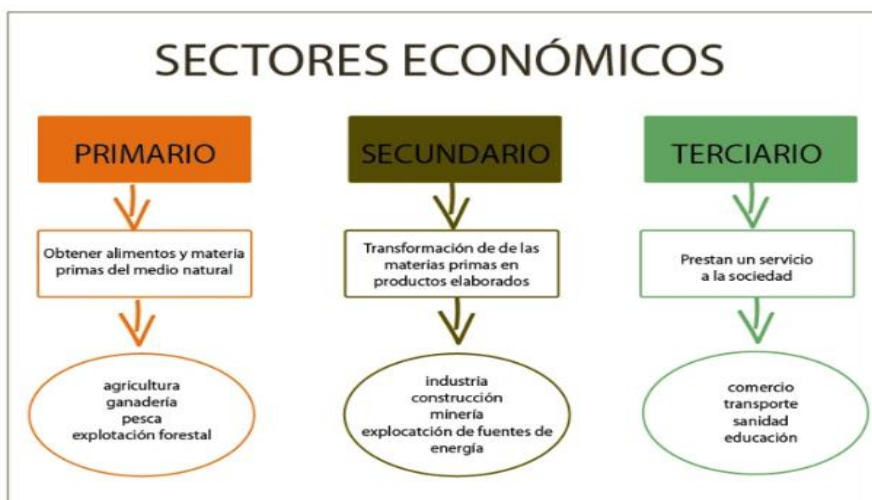 SECTORES ECONÓMICOS
PRIMARIO
Obtener alimentos y materia
primas del medio natural
agricultura
ganadería
pesca
explotación forestal
SECUNDARIO
Transformación de de las
materias primas en
productos elaborados
industria
construcción
minería
explocatción de fuentes de
energía
TERCIARIO
Prestan un servicio
a la sociedad
comercio
transporte
sanidad
educación